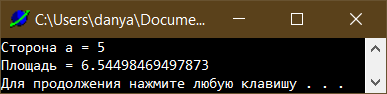 C:\Users\danya\Docume...
Сторона a = 5
Площадь = 6.54498469497873
Для продолжения нажмите любую клавишу . . .